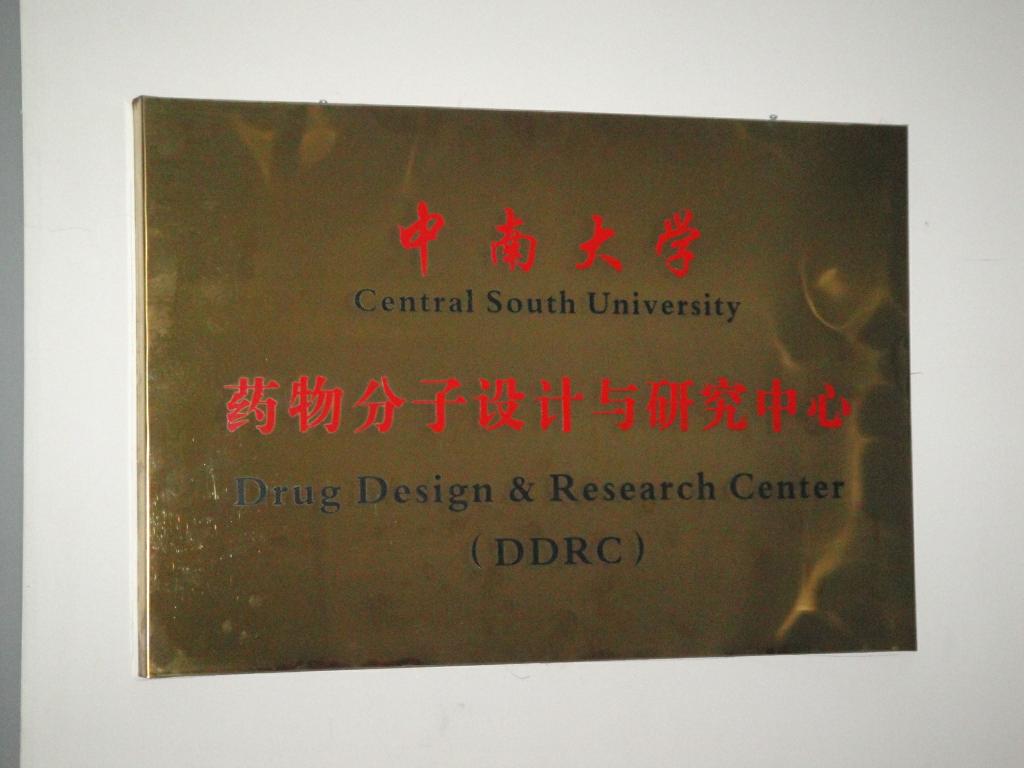 中南大学
Central South University
药物分子设计与研究中心
Drug Design & Research Center
(DDRC)